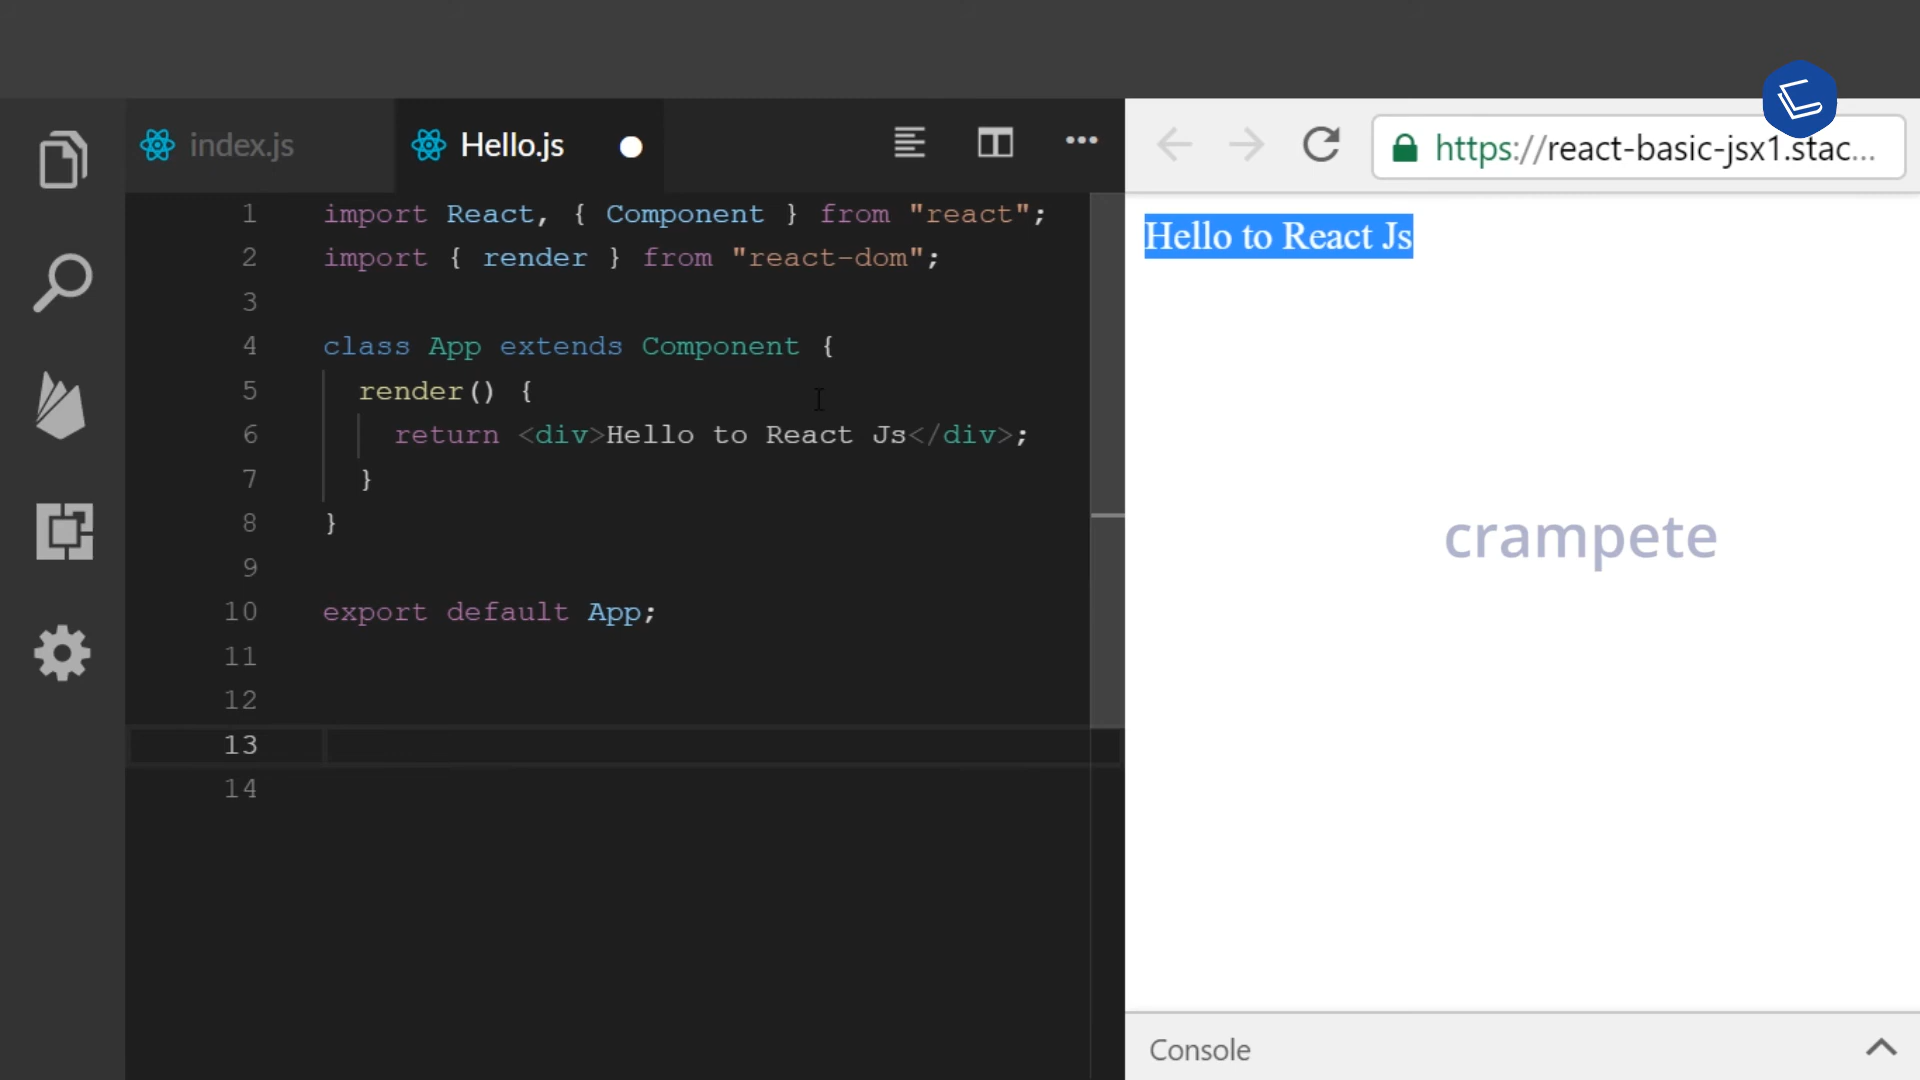 index.js
Hello.js
https://react-basic-jsx1.stac...
1 import React, { Component } from "react";
2 import { render } from "react-dom";
3
4 class App extends Component {
5 render() {
6 return <div>Hello to React Js</div>;
7 }
8 }
9
10 export default App;
11
12
13
14
Hello to React Js
crampete
Console